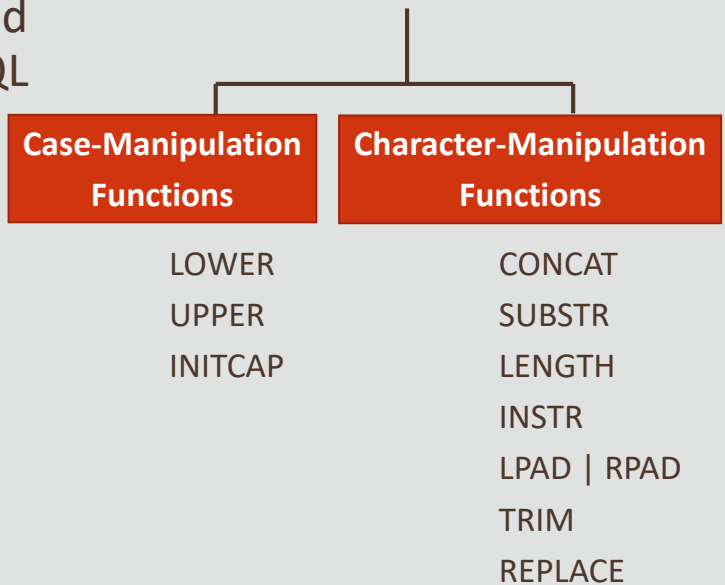 d
QL
Case-Manipulation
Functions
Character-Manipulation
Functions
LOWER
UPPER
INITCAP
CONCAT
SUBSTR
LENGTH
INSTR
LPAD | RPAD
TRIM
REPLACE